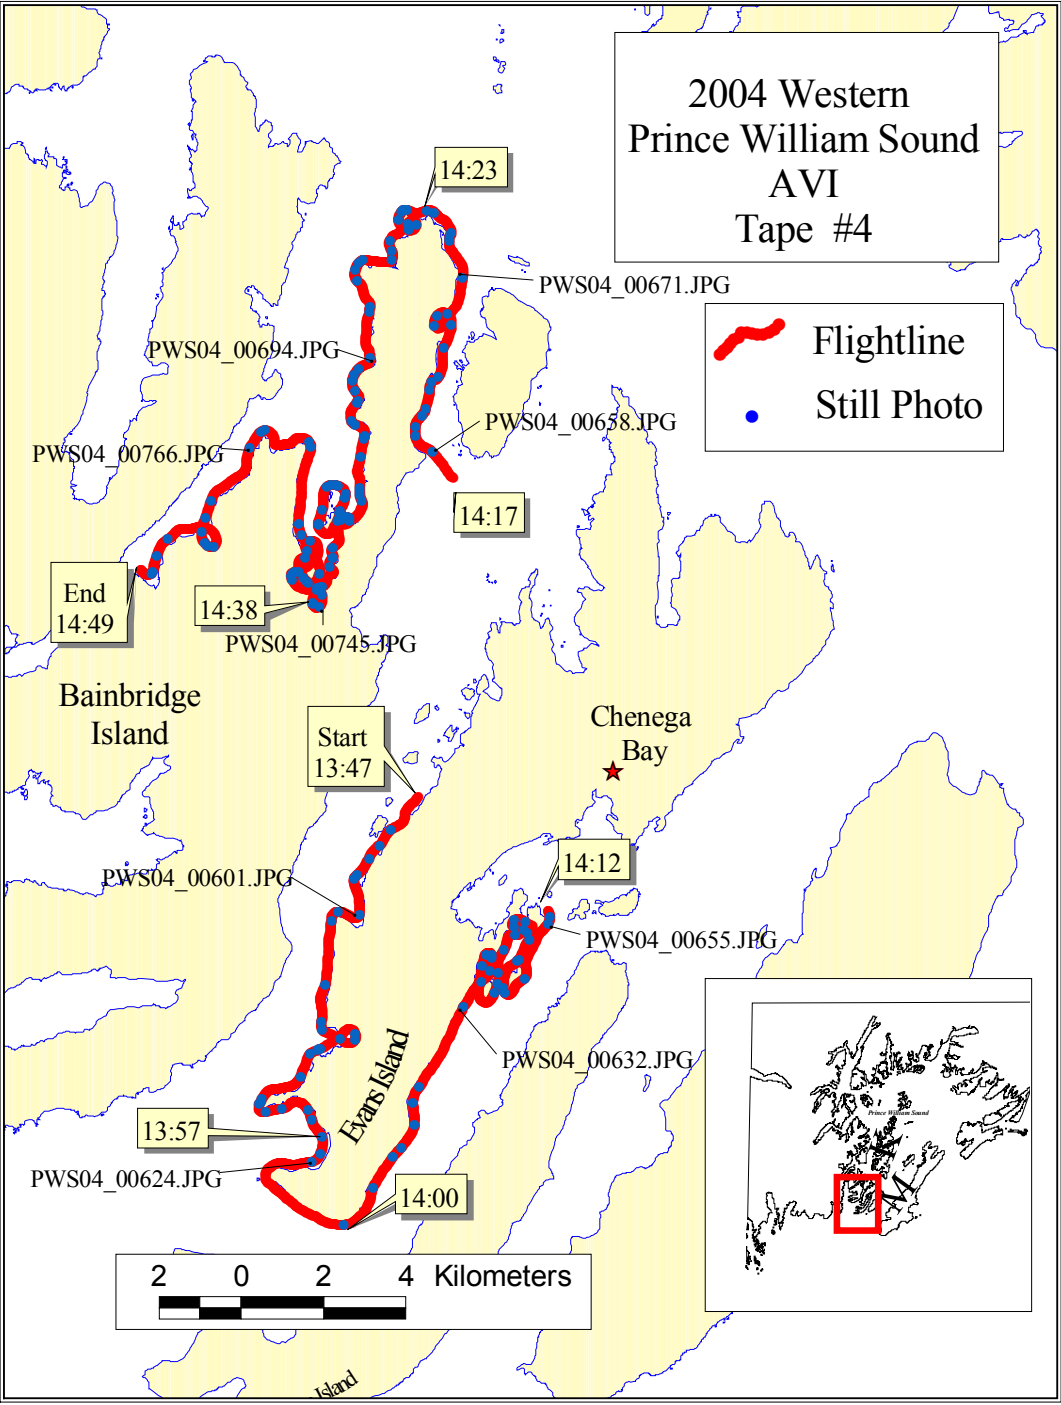 2004 Western
Prince William Sound
AVI
Tape #4
14:23
PWS04_00671.JPG
Flightline
Still Photo
PWS04_00694.JPG
PWS04_00658.JPG
PWS04_00766.JPG
14:17
End
14:49
14:38
PWS04_00745.JPG
Bainbridge
Island
Chenega
Bay
Start
13:47
14:12
PWS04_00601.JPG
PWS04_00655.JPG
Evans Island
PWS04_00632.JPG
13:57
PWS04_00624.JPG
14:00
Prince William Sound
2 0 2 4 Kilometers
Island